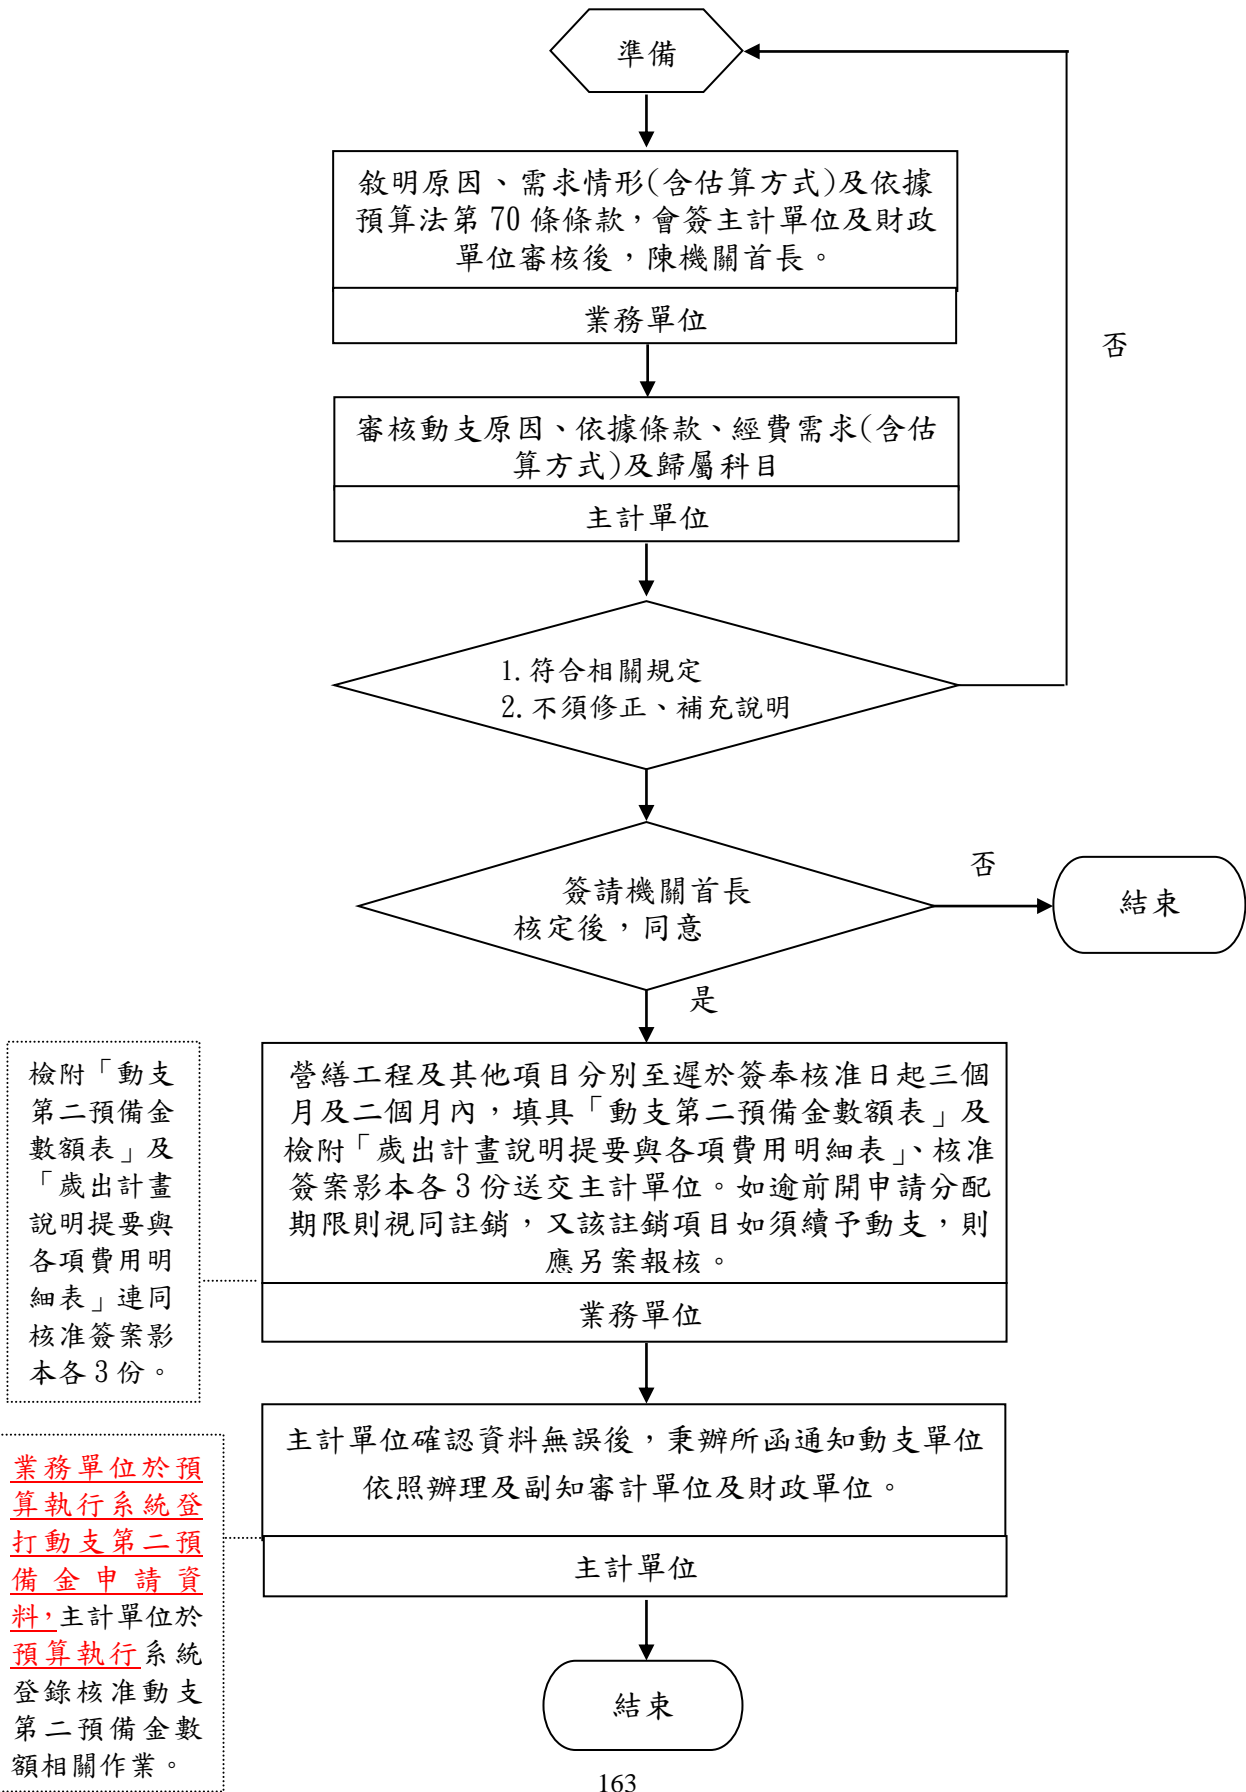 準備
敘明原因、需求情形(含估算方式)及依據
預算法第 70 條條款，會簽主計單位及財政
單位審核後，陳機關首長。
業務單位
否
審核動支原因、依據條款、經費需求(含估
算方式)及歸屬科目
主計單位
1.符合相關規定
2.不須修正、補充說明
簽請機關首長
核定後，同意
否
結束
是
檢附「動支
第二預備金
數額表」及
「歲出計畫
說明提要與
各項費用明
細表」連同
核准簽案影
本各 3 份。
營繕工程及其他項目分別至遲於簽奉核准日起三個
月及二個月內，填具「動支第二預備金數額表」及
檢附「歲出計畫說明提要與各項費用明細表」、核准
簽案影本各 3 份送交主計單位。如逾前開申請分配
期限則視同註銷，又該註銷項目如須續予動支，則
應另案報核。
業務單位
主計單位確認資料無誤後，秉辦所函通知動支單位
依照辦理及副知審計單位及財政單位。
主計單位
業務單位於預
算執行系統登
打動支第二預
備金申請資
料，主計單位於
預算執行系統
登錄核准動支
第二預備金數
額相關作業。
結束
163